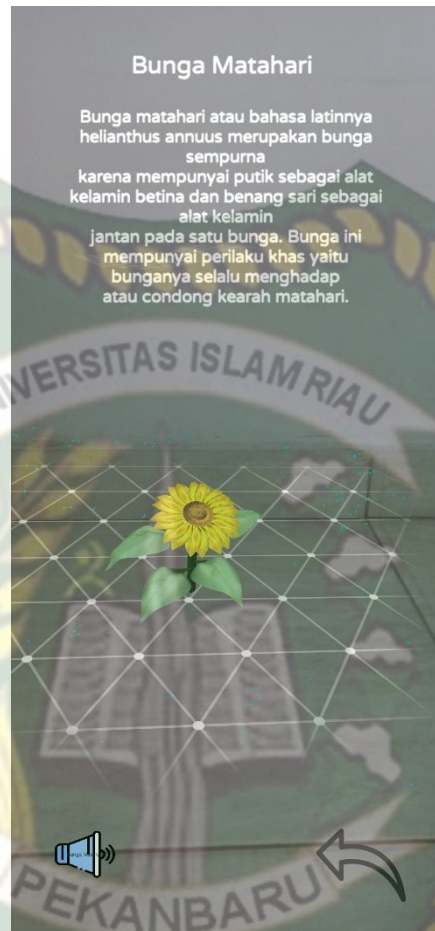 Bunga Matahari
Bunga matahari atau bahasa latinnya
helianthus annuus merupakan bunga
sempurna
karena mempunyai putik sebagai alat
kelamin betina dan benang sari sebagai
alat kelamin
jantan pada satu bunga. Bunga ini
mempunyai perilaku khas yaitu
bunganya selalu menghadap
atau condong kearah matahari.
IVERSITAS ISLAM RIAU
PEKANBARU